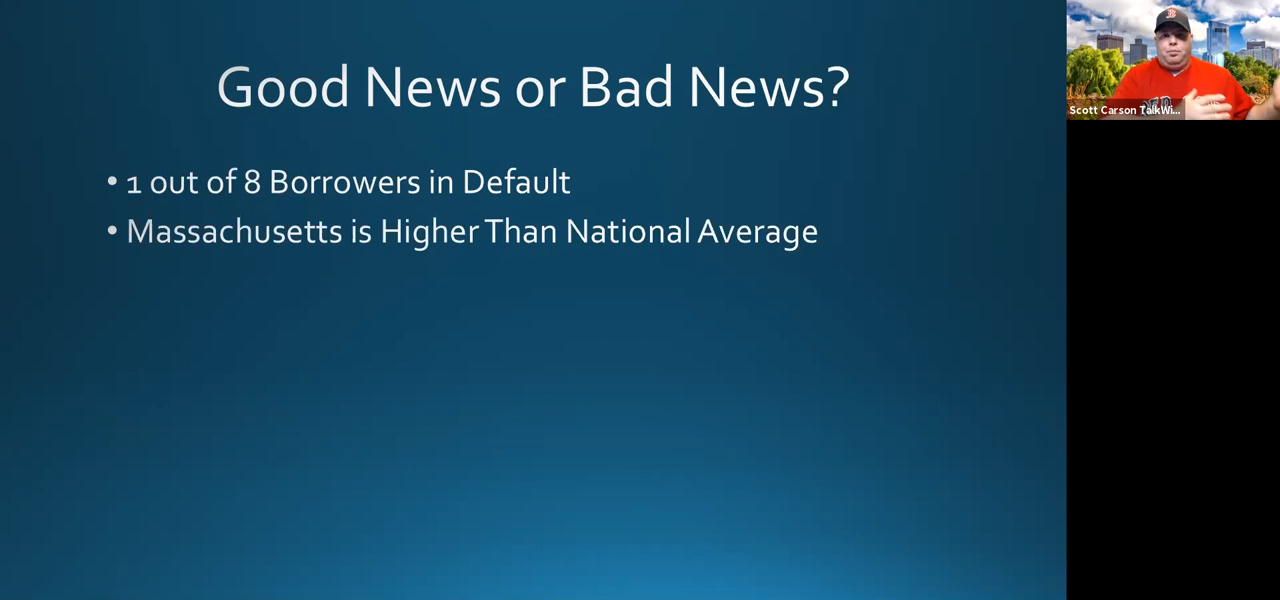 Good News or Bad News?
• 1 out of 8 Borrowers in Default
• Massachusetts is Higher Than National Average
Scott Carson TalkWi...
B